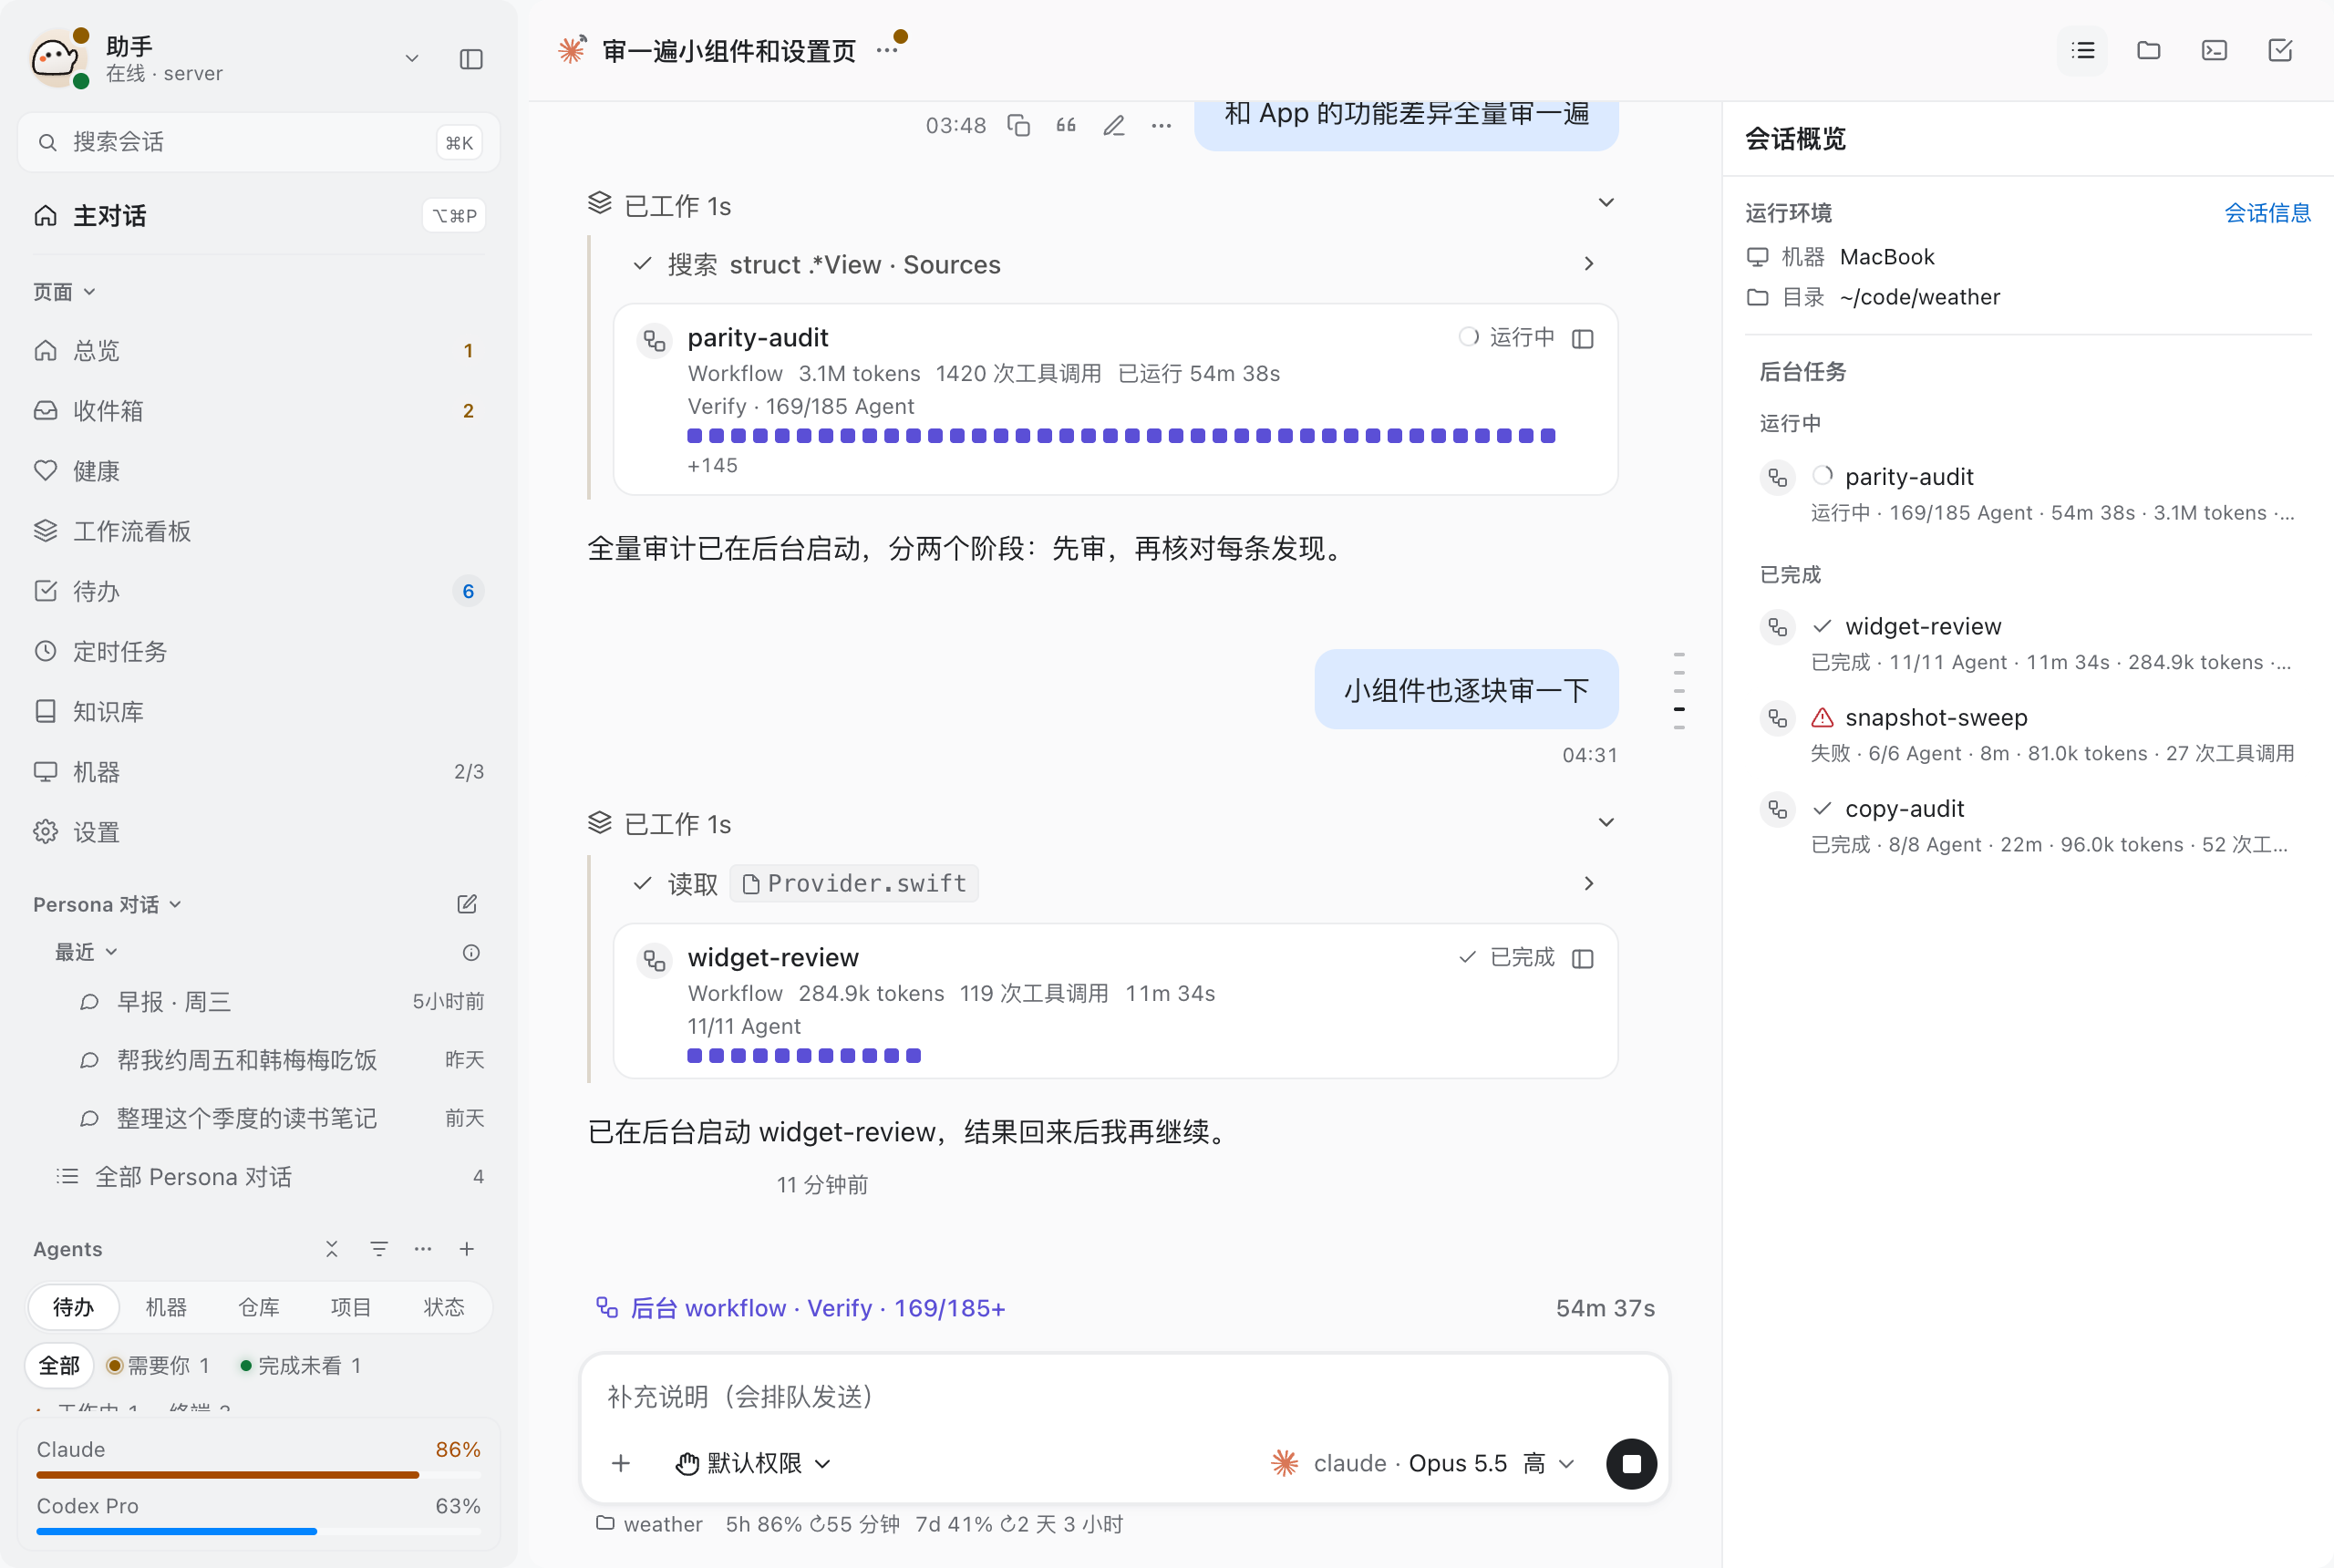 助手
在线 · server
搜索会话
⌘K
主对话
⌥⌘P
页面
总览
1
收件箱
2
健康
工作流看板
待办
6
定时任务
知识库
机器
2/3
设置
Persona 对话
最近
早报 · 周三
5小时前
帮我约周五和韩梅梅吃饭
昨天
整理这个季度的读书笔记
前天
全部 Persona 对话
4
Agents
待办
机器
仓库
项目
状态
全部
需要你 1
完成未看 1
Claude
86%
Codex Pro
63%
审一遍小组件和设置页
03:48
和 App 的功能差异全量审一遍
已工作 1s
搜索 struct .*View · Sources
parity-audit
运行中
Workflow 3.1M tokens 1420 次工具调用 已运行 54m 38s
Verify · 169/185 Agent
+145
全量审计已在后台启动，分两个阶段：先审，再核对每条发现。
小组件也逐块审一下
04:31
已工作 1s
读取 Provider.swift
widget-review
已完成
Workflow 284.9k tokens 119 次工具调用 11m 34s
11/11 Agent
已在后台启动 widget-review，结果回来后我再继续。
11 分钟前
后台 workflow · Verify · 169/185+
54m 37s
补充说明（会排队发送）
默认权限
claude · Opus 5.5 高
weather 5h 86% 55 分钟 7d 41% 2 天 3 小时
会话概览
运行环境
会话信息
机器 MacBook
目录 ~/code/weather
后台任务
运行中
parity-audit
运行中 · 169/185 Agent · 54m 38s · 3.1M tokens ·…
已完成
widget-review
已完成 · 11/11 Agent · 11m 34s · 284.9k tokens ·…
snapshot-sweep
失败 · 6/6 Agent · 8m · 81.0k tokens · 27 次工具调用
copy-audit
已完成 · 8/8 Agent · 22m · 96.0k tokens · 52 次工…